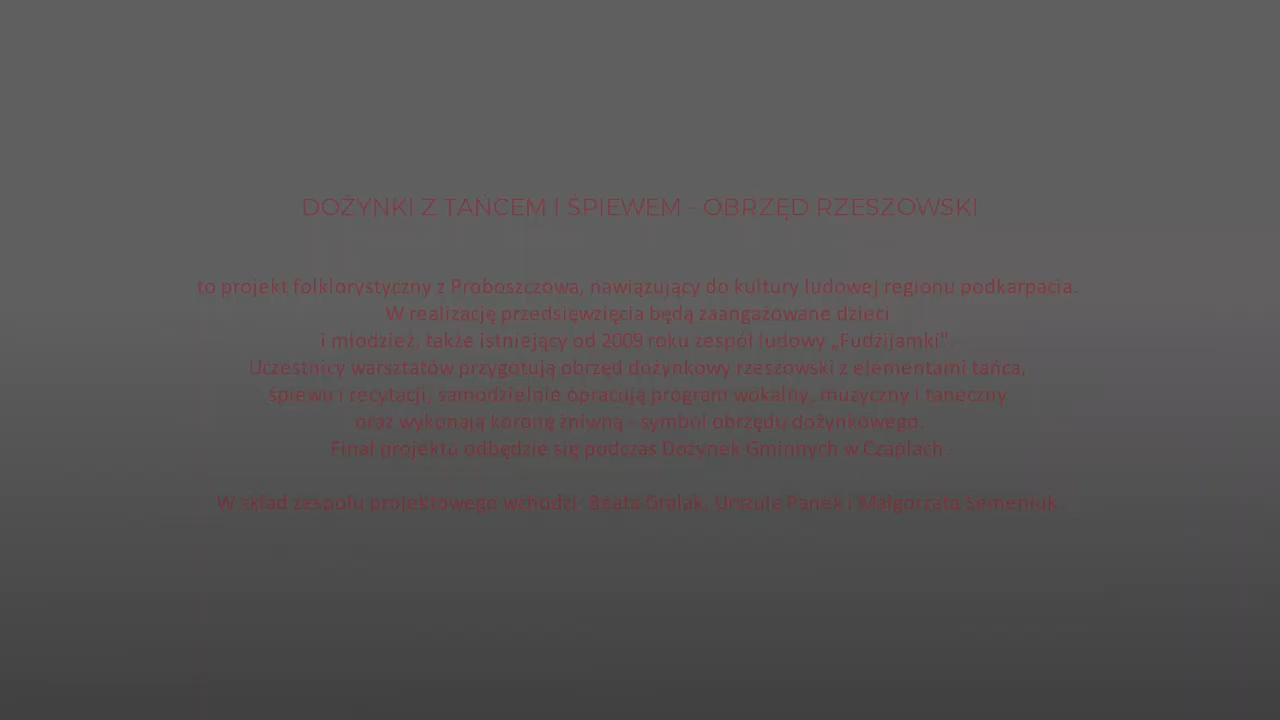 DOŻYNKI Z TAŃCEM I ŚPIEWEM - OBRZĘD RZESZOWSKI
to projekt folklorystyczny z Proboszczowa, nawiązujący do kultury ludowej regionu podkarpacia.
W realizację przedsięwzięcia będą zaangażowane dzieci
i młodzież, także istniejący od 2009 roku zespół ludowy „Fudżijamki".
Uczestnicy warsztatów przygotują obrzęd dożynkowy rzeszowski z elementami tańca,
śpiewu i recytacji, samodzielnie opracują program wokalny, muzyczny i taneczny
oraz wykonają koronę żniwną - symbol obrzędu dożynkowego.
Finał projektu odbędzie się podczas Dożynek Gminnych w Czaplach.
W skład zespołu projektowego wchodzi: Beata Gralak, Urszula Panek i Małgorzata Semeniuk.